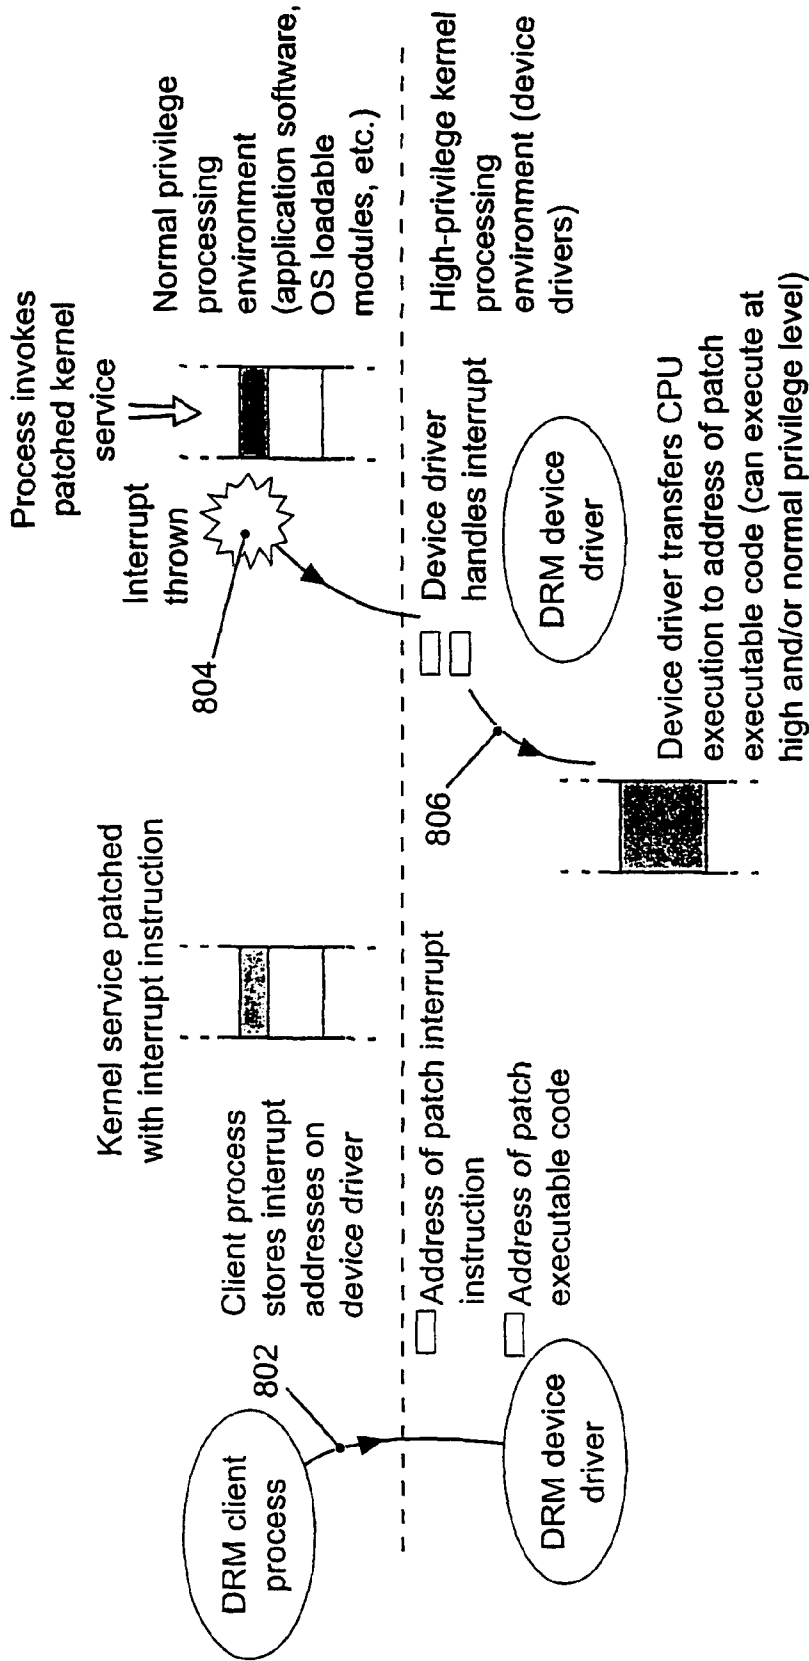 DRM client
process
802
Client process
stores interrupt
addresses on
device driver
Kernel service patched
with interrupt instruction
Process invokes
patched kernel
service
Interrupt
thrown
804
Normal privilege
processing
environment
(application software,
OS loadable
modules, etc.)
DRM device
driver
Address of patch interrupt
instruction
Address of patch
executable code
806
Device driver
handles interrupt
DRM device
driver
High-privilege kernel
processing
environment (device
drivers)
Device driver transfers CPU
execution to address of patch
executable code (can execute at
high and/or normal privilege level)